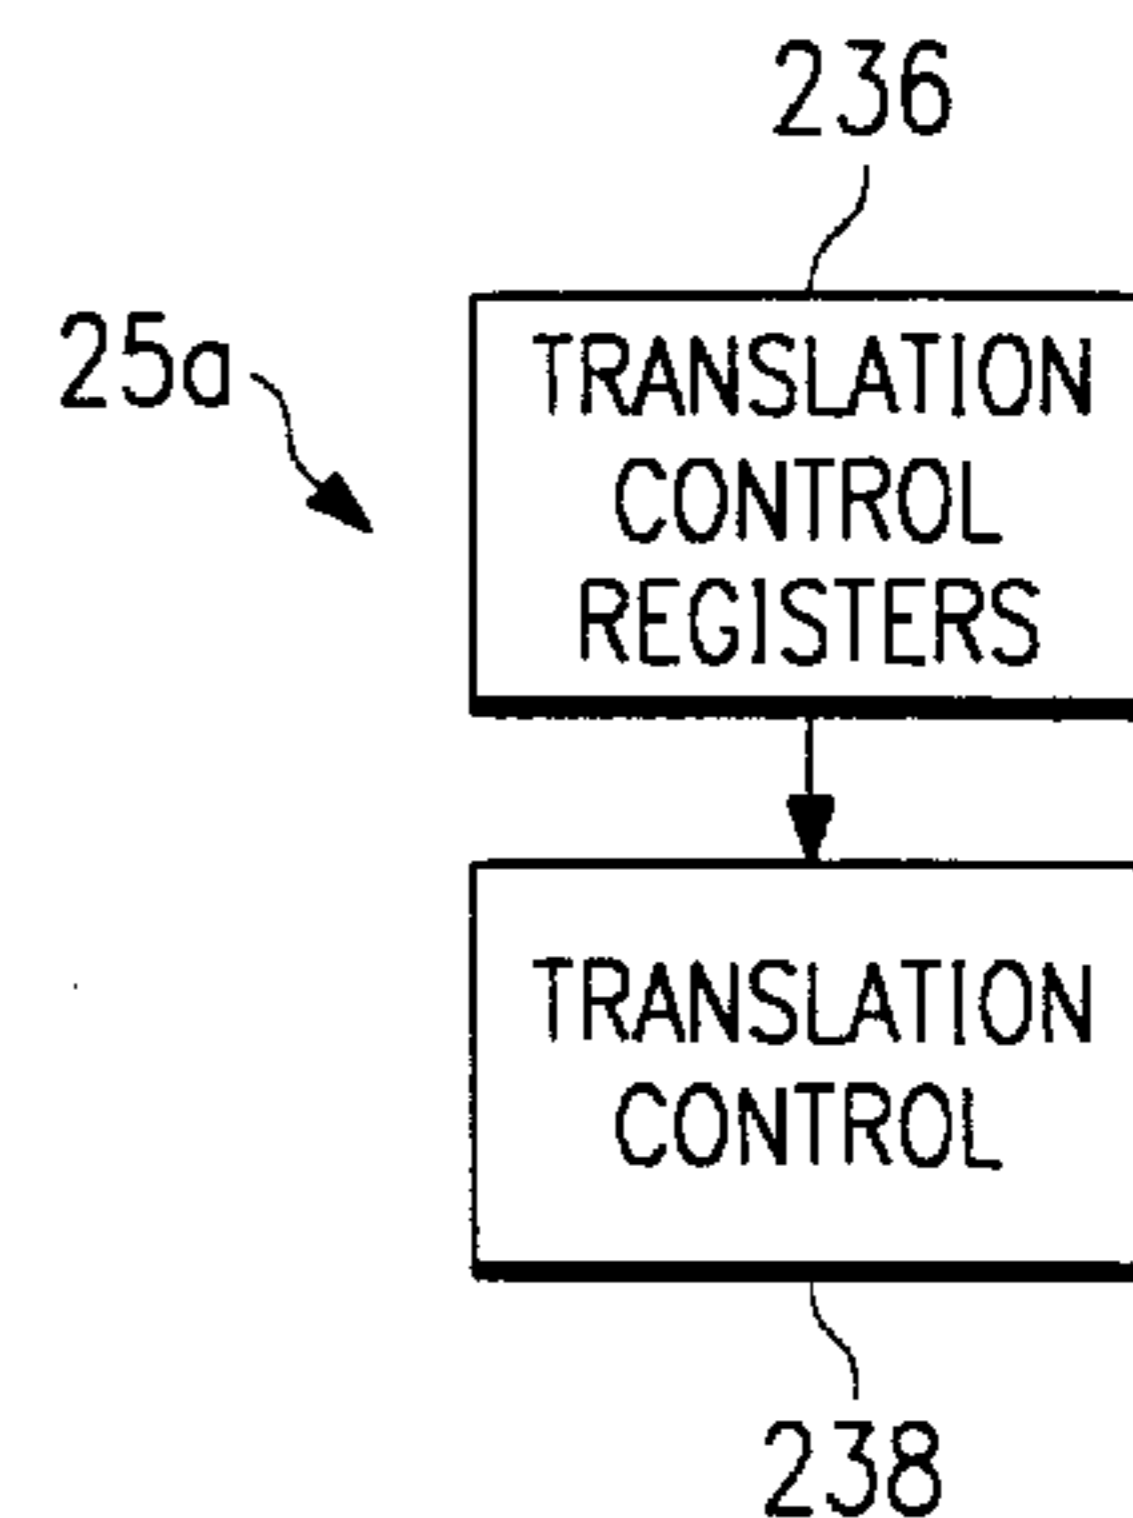 236
25a
TRANSLATION
CONTROL
REGISTERS
TRANSLATION
CONTROL
238